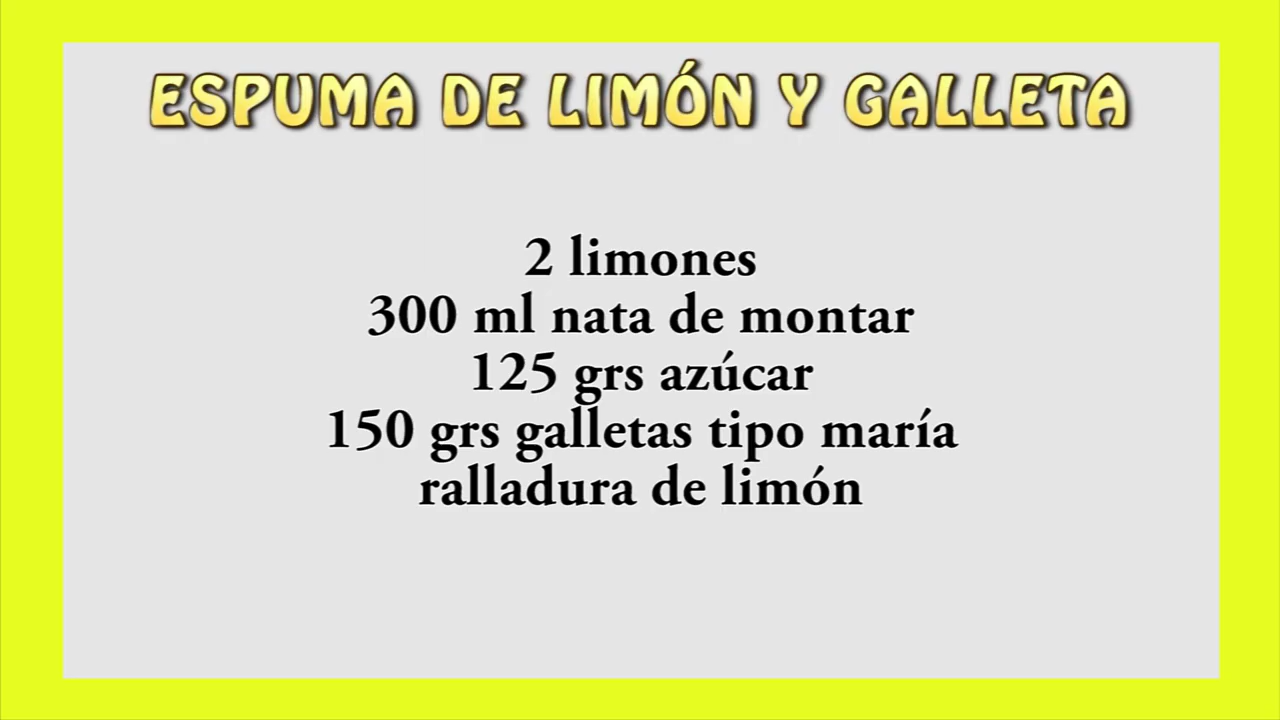 ESPUMA DE LIMÓN Y GALLETA
2 limones
300 ml nata de montar
125 grs azúcar
150 grs galletas tipo maría
ralladura de limón